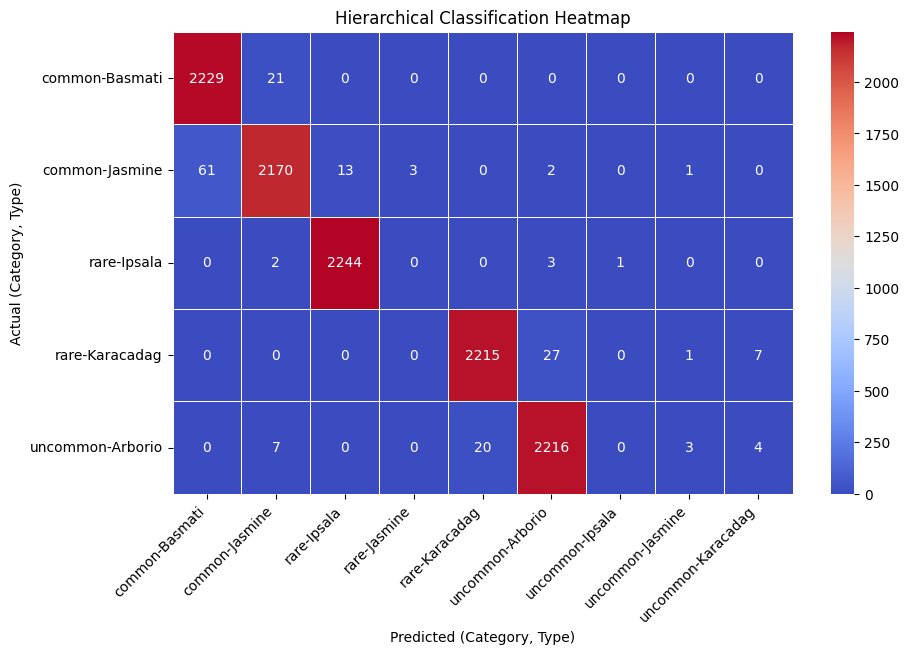 Hierarchical Classification Heatmap
Actual (Category, Type)
common-Basmati 2229 21 0 0 0 0 0 0 0
common-Jasmine 61 2170 13 3 0 2 0 1 0
rare-Ipsala 0 2 2244 0 0 3 1 0 0
rare-Karacadag 0 0 0 0 2215 27 0 1 7
uncommon-Arborio 0 7 0 0 20 2216 0 3 4
common-Basmati
common-Jasmine
rare-Ipsala
rare-Jasmine
rare-Karacadag
uncommon-Arborio
uncommon-Ipsala
uncommon-Jasmine
uncommon-Karacadag
Predicted (Category, Type)
2000
1750
1500
1250
1000
750
500
250
0